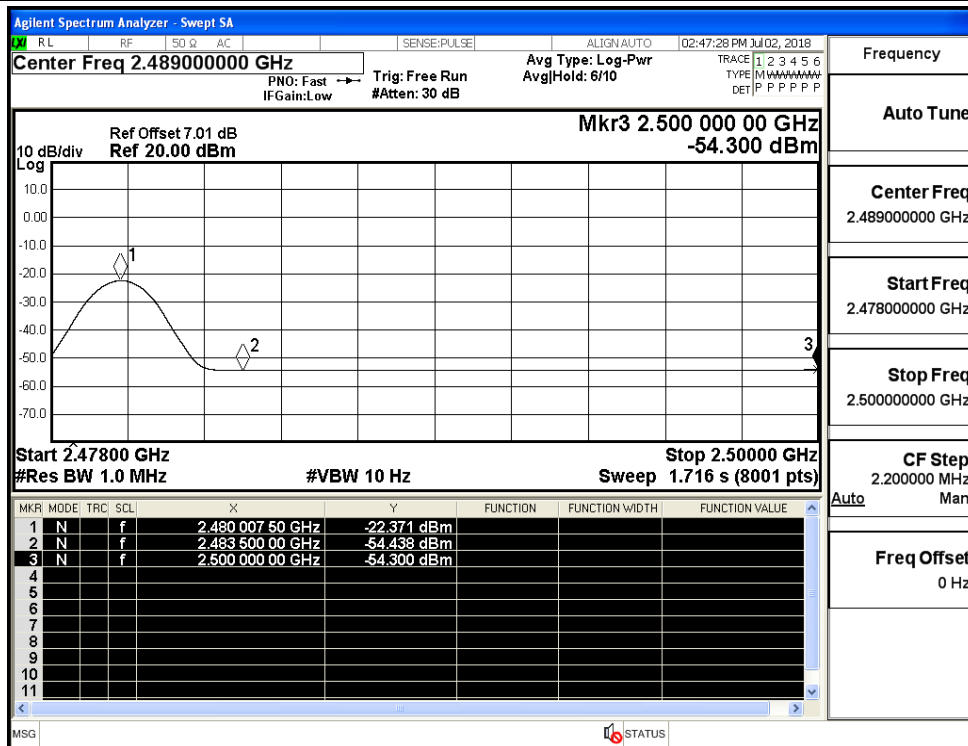 Agilent Spectrum Analyzer - Swept SA
LXI RL RF 50 Ω AC SENSE:PULSE ALIGN AUTO 02:47:28 PM Jul 02, 2018
Center Freq 2.489000000 GHz
PNO: Fast
IFGain:Low
Trig: Free Run
#Atten: 30 dB
Avg Type: Log-Pwr
Avg|Hold: 6/10
TRACE 1 2 3 4 5 6
TYPE M W W W W W
DET P P P P P P
Ref Offset 7.01 dB
10 dB/div Ref 20.00 dBm
Log
Mkr3 2.500 000 00 GHz
-54.300 dBm
10.0
0.00
-10.0
-20.0
-30.0
-40.0
-50.0
-60.0
-70.0
1
2
3
Start 2.47800 GHz
Stop 2.50000 GHz
#Res BW 1.0 MHz #VBW 10 Hz Sweep 1.716 s (8001 pts)
MKR MODE TRC SCL X Y FUNCTION FUNCTION WIDTH FUNCTION VALUE
1 N f 2.480 007 50 GHz -22.371 dBm
2 N f 2.483 500 00 GHz -54.438 dBm
3 N f 2.500 000 00 GHz -54.300 dBm
4
5
6
7
8
9
10
11
MSG STATUS
Frequency
Auto Tune
Center Freq
2.489000000 GHz
Start Freq
2.478000000 GHz
Stop Freq
2.500000000 GHz
CF Step
2.200000 MHz
Auto Man
Freq Offset
0 Hz